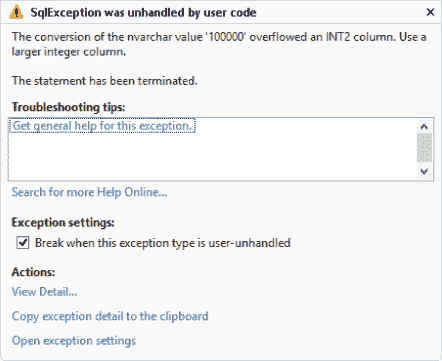 SqlException was unhandled by user code
The conversion of the nvarchar value '100000' overflowed an INT2 column. Use a
larger integer column.
The statement has been terminated.
Troubleshooting tips:
Get general help for this exception.
Search for more Help Online...
Exception settings:
Break when this exception type is user-unhandled
Actions:
View Detail...
Copy exception detail to the clipboard
Open exception settings